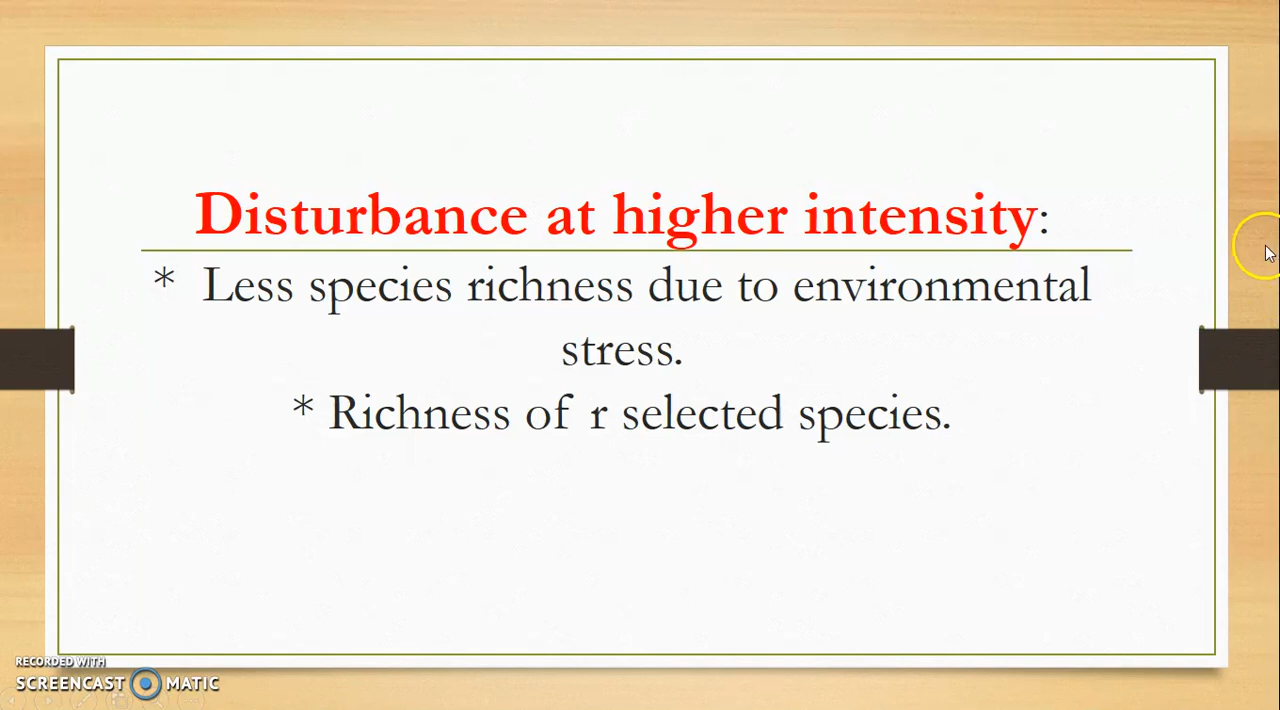 Disturbance at higher intensity:
* Less species richness due to environmental
stress.
* Richness of r selected species.
RECORDED WITH
SCREENCAST MATIC